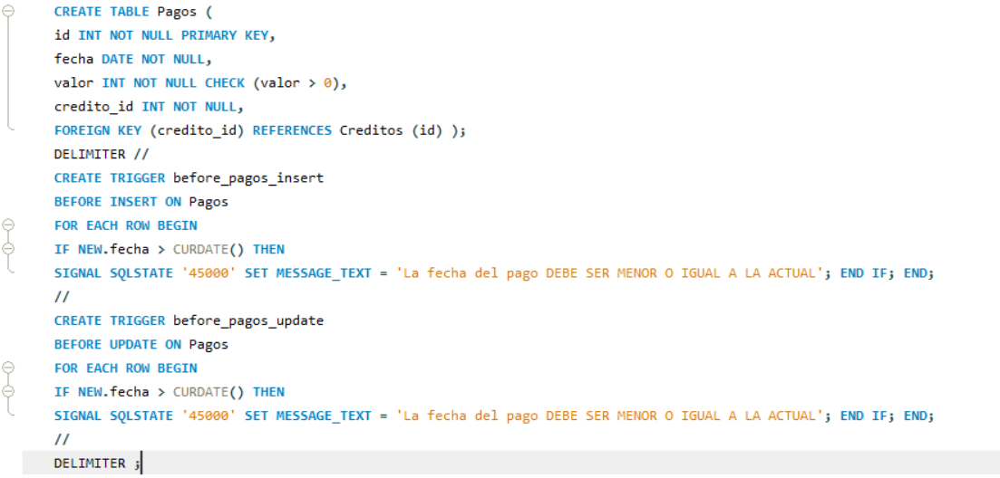 CREATE TABLE Pagos (
id INT NOT NULL PRIMARY KEY,
fecha DATE NOT NULL,
valor INT NOT NULL CHECK (valor > 0),
credito_id INT NOT NULL,
FOREIGN KEY (credito_id) REFERENCES Creditos (id) );
DELIMITER //
CREATE TRIGGER before_pagos_insert
BEFORE INSERT ON Pagos
FOR EACH ROW BEGIN
IF NEW.fecha > CURDATE() THEN
SIGNAL SQLSTATE '45000' SET MESSAGE_TEXT = 'La fecha del pago DEBE SER MENOR O IGUAL A LA ACTUAL'; END IF; END;
//
CREATE TRIGGER before_pagos_update
BEFORE UPDATE ON Pagos
FOR EACH ROW BEGIN
IF NEW.fecha > CURDATE() THEN
SIGNAL SQLSTATE '45000' SET MESSAGE_TEXT = 'La fecha del pago DEBE SER MENOR O IGUAL A LA ACTUAL'; END IF; END;
//
DELIMITER ;